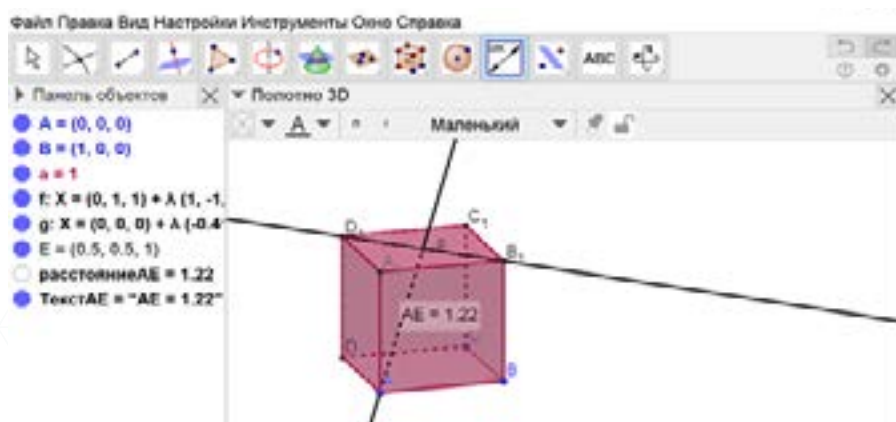 Файл Правка Вид Настройки Инструменты Окно Справка
ABC
Панель объектов
Полотно 3D
A
Маленький
A = (0, 0, 0)
B = (1, 0, 0)
a = 1
f: X = (0, 1, 1) + λ (1, -1,
g: X = (0, 0, 0) + λ (-0.4
E = (0.5, 0.5, 1)
расстояниеAE = 1.22
ТекстAE = "AE = 1.22"
C₁
B₁
AE = 1.22
D
B